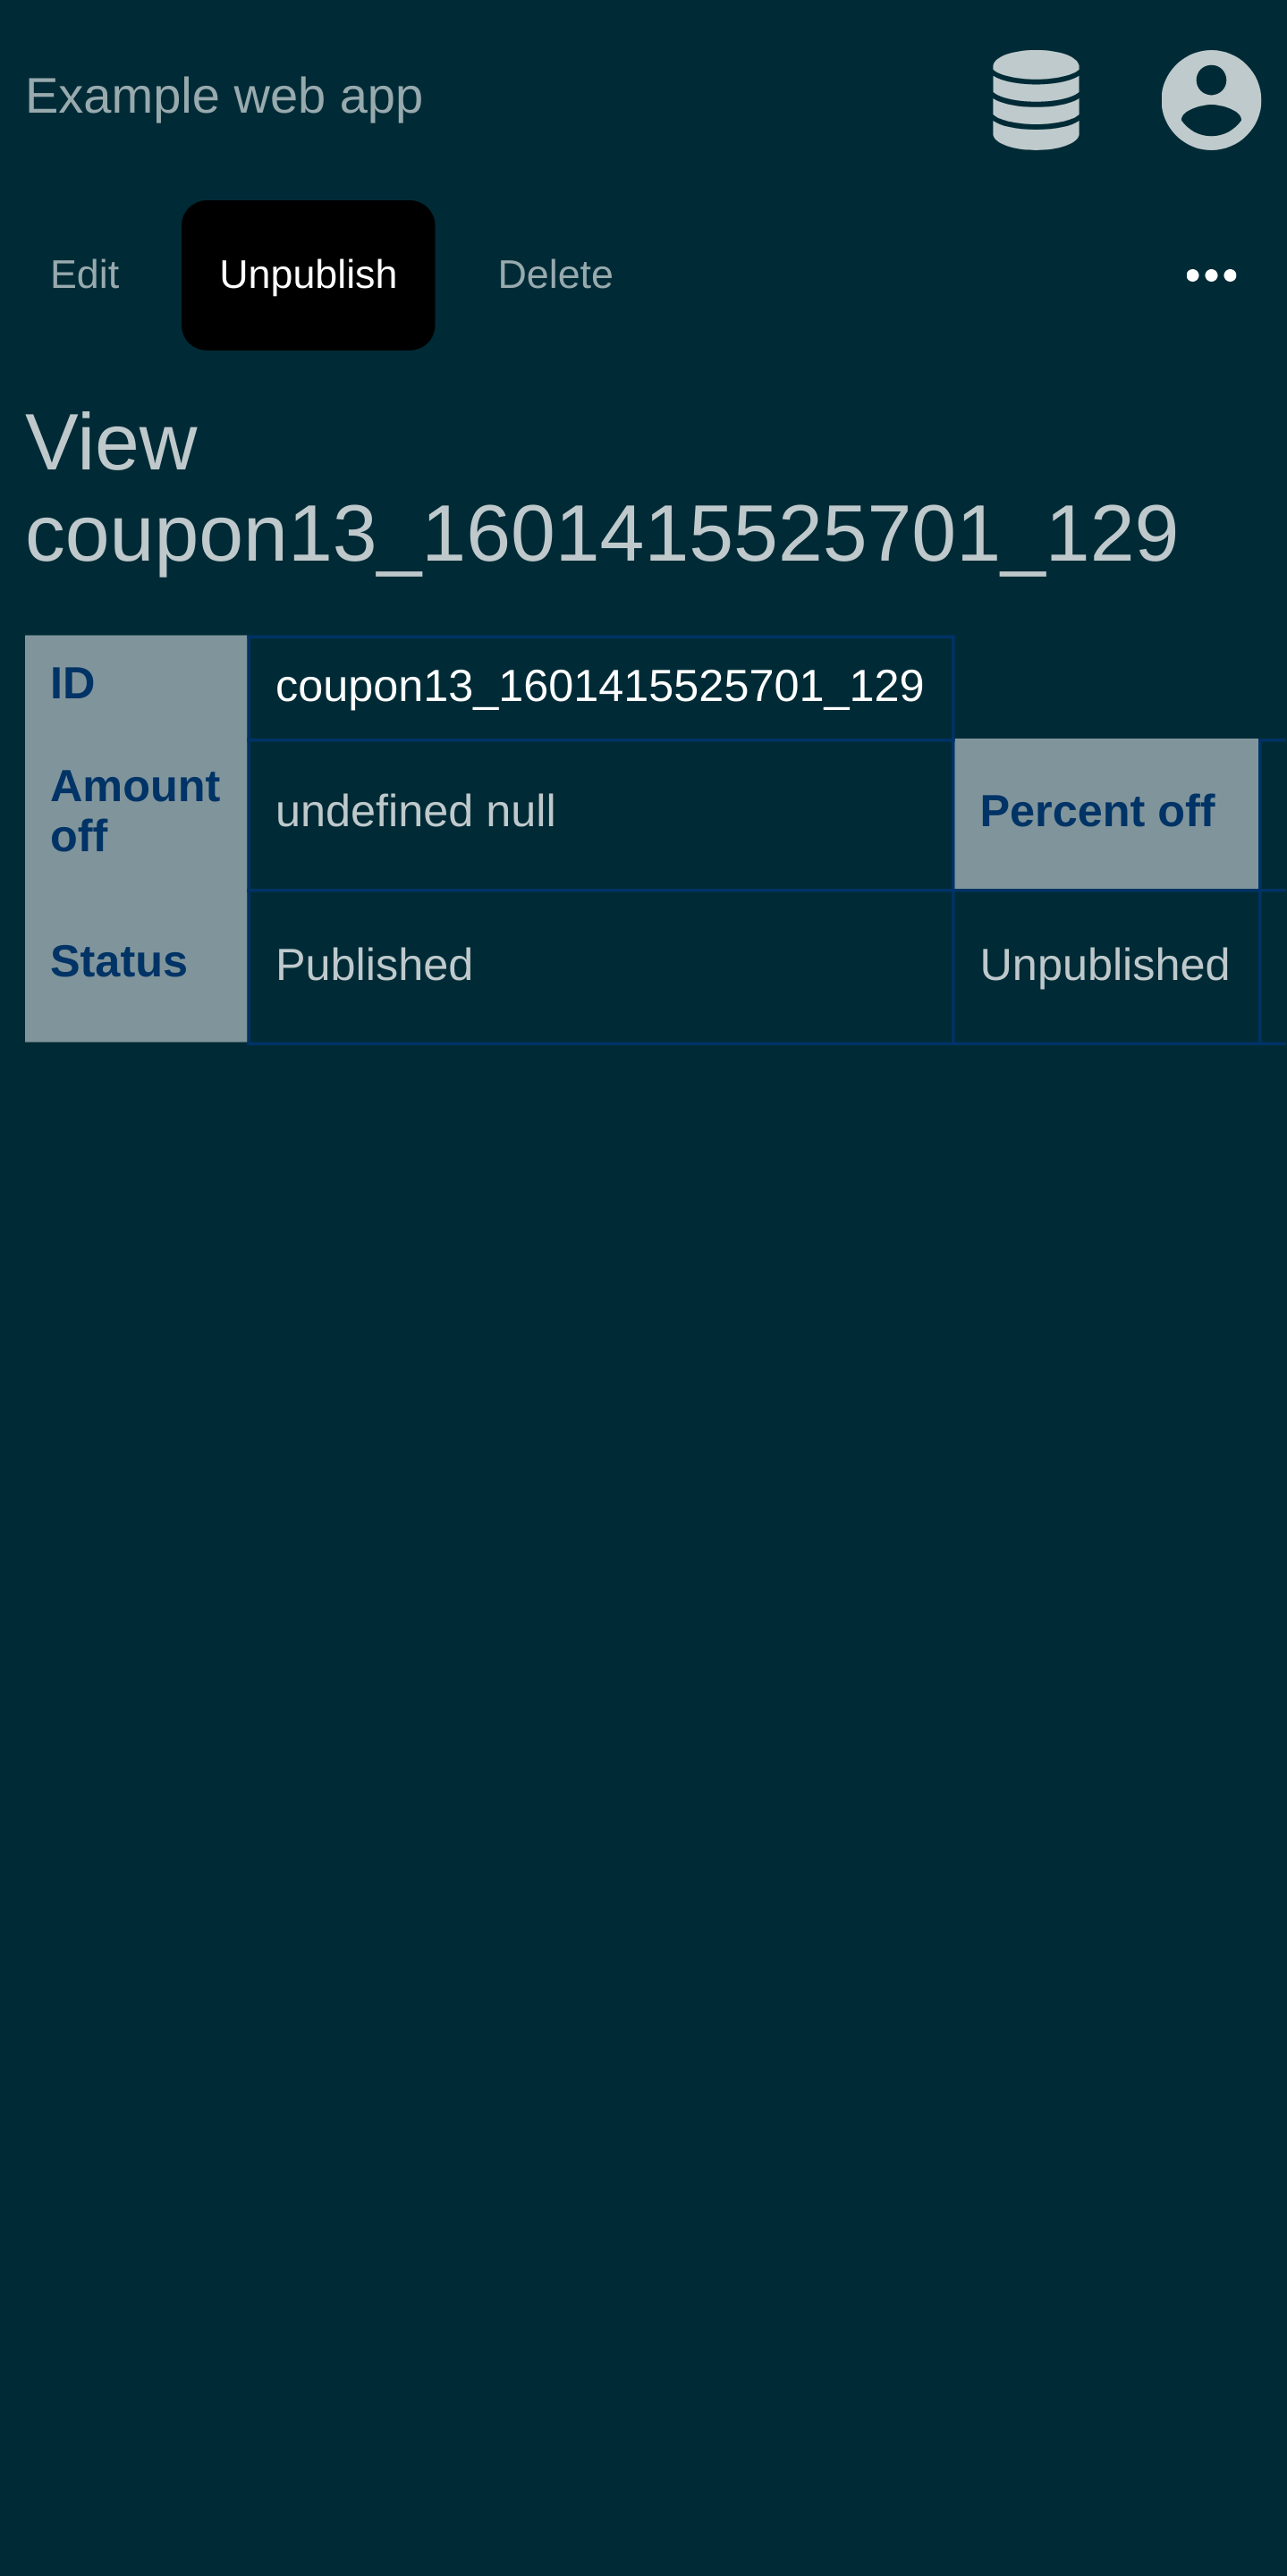 Example web app
Edit Unpublish Delete
View
coupon13_1601415525701_129
ID coupon13_1601415525701_129
Amount
off
undefined null Percent off
Status Published Unpublished